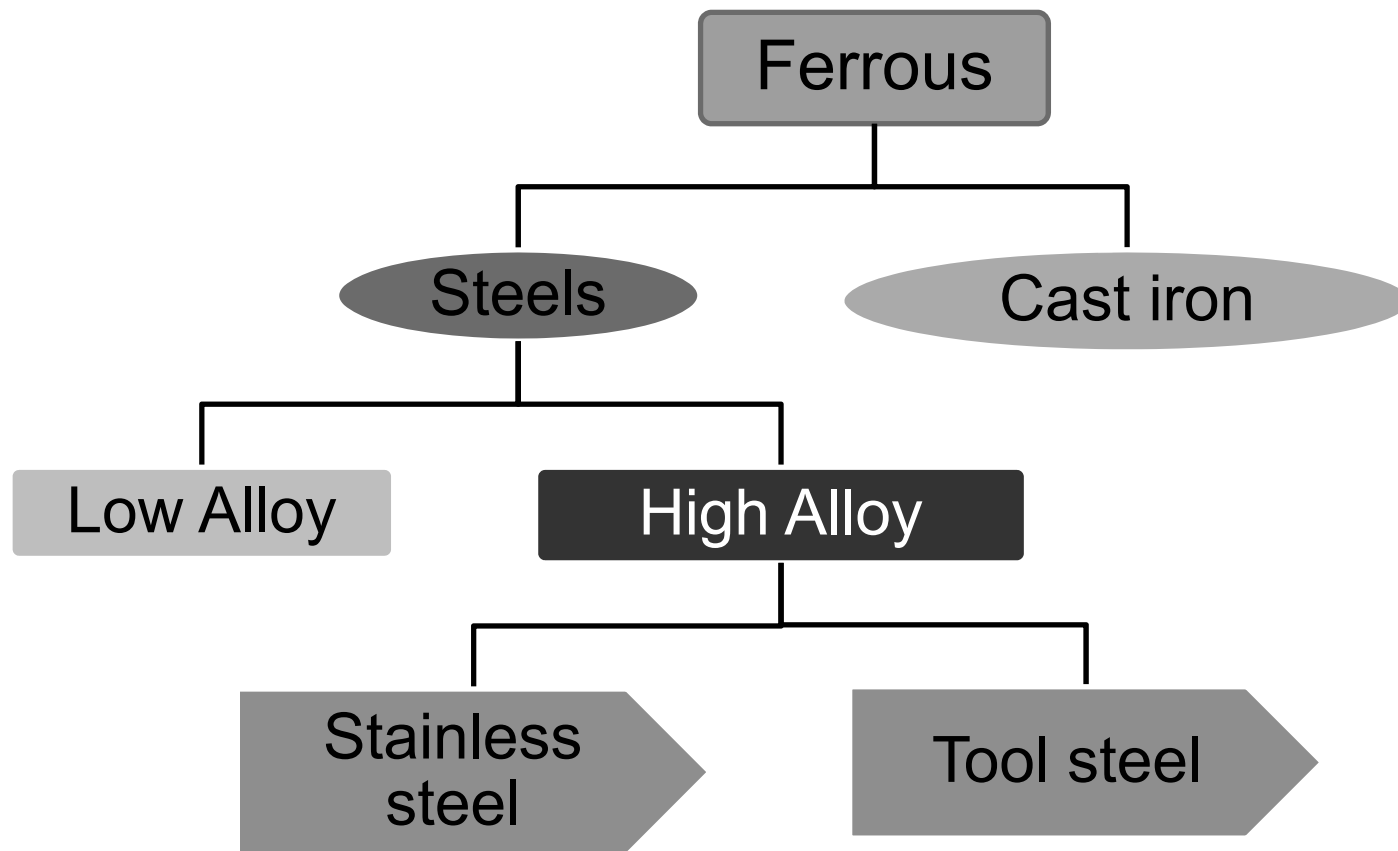 Ferrous
Steels
Cast iron
Low Alloy
High Alloy
Stainless
steel
Tool steel